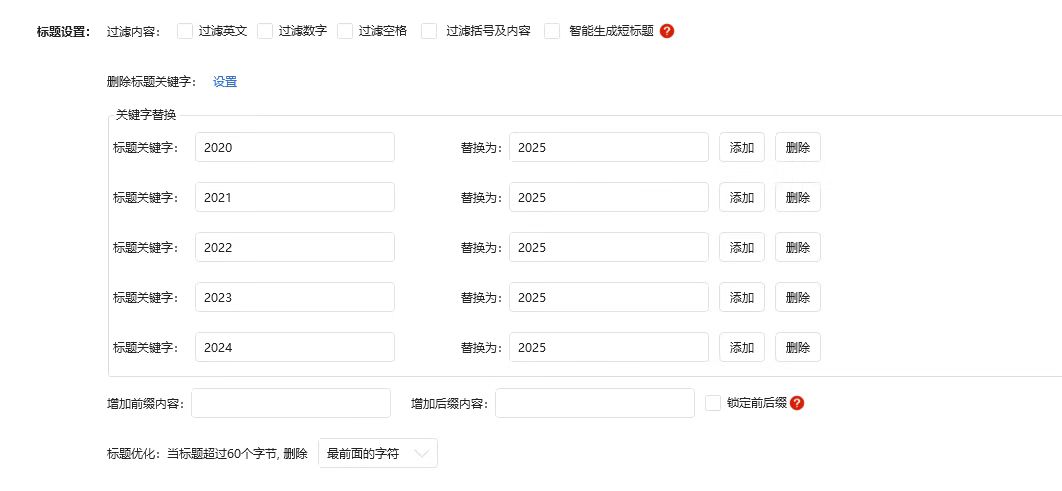 标题设置： 过滤内容： 过滤英文 过滤数字 过滤空格 过滤括号及内容 智能生成短标题 ?
删除标题关键字： 设置
关键字替换
标题关键字： 2020 替换为： 2025 添加 删除
标题关键字： 2021 替换为： 2025 添加 删除
标题关键字： 2022 替换为： 2025 添加 删除
标题关键字： 2023 替换为： 2025 添加 删除
标题关键字： 2024 替换为： 2025 添加 删除
增加前缀内容： 增加后缀内容： 锁定前后缀 ?
标题优化：当标题超过60个字节, 删除 最前面的字符